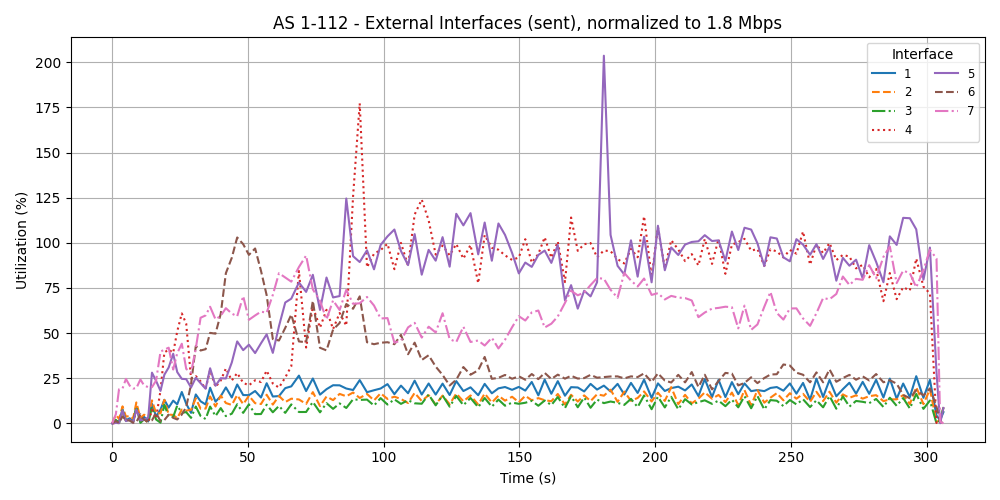 AS 1-112 - External Interfaces (sent), normalized to 1.8 Mbps
Utilization (%)
200
175
150
125
100
75
50
25
0
Interface
1 5
2 6
3 7
4
0 50 100 150 200 250 300
Time (s)